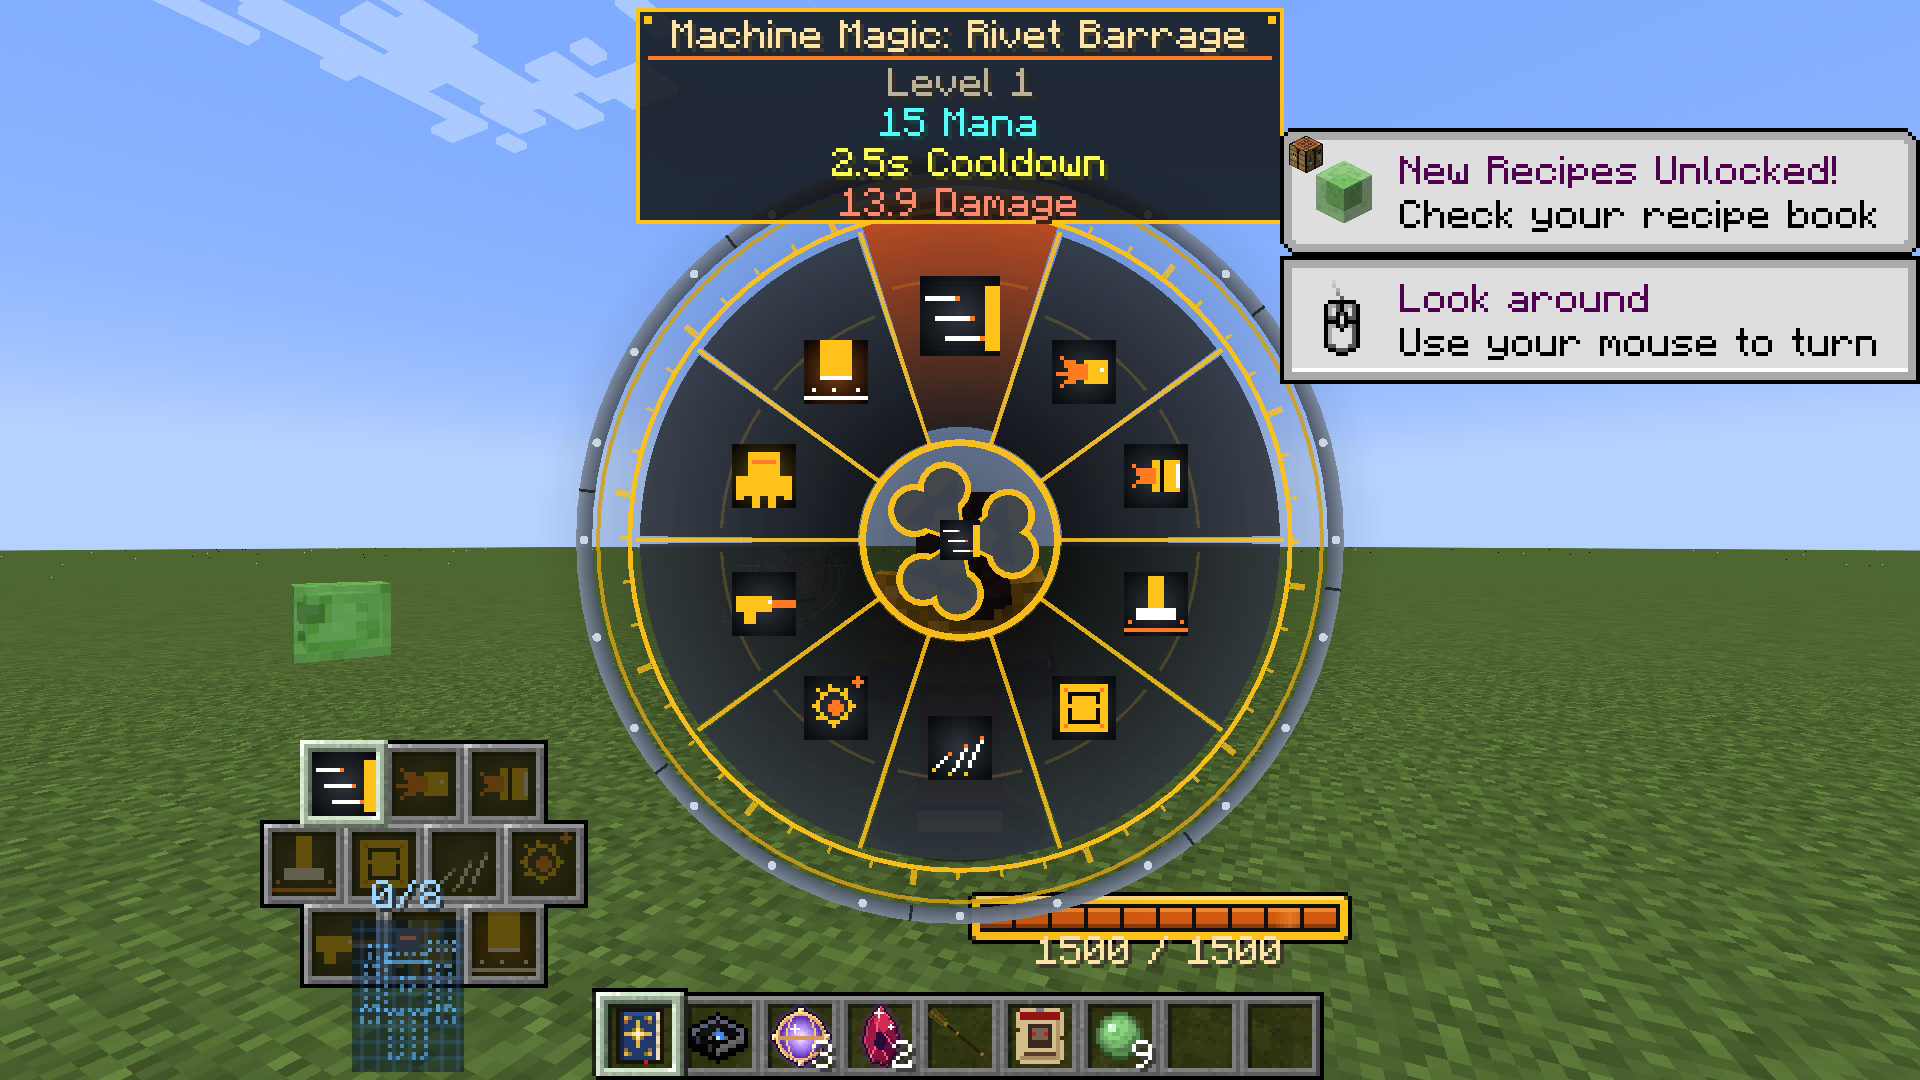 Machine Magic: Rivet Barrage
Level 1
15 Mana
2.5s Cooldown
13.9 Damage
New Recipes Unlocked!
Check your recipe book
Look around
Use your mouse to turn
0/8
1500 / 1500
3
2
9